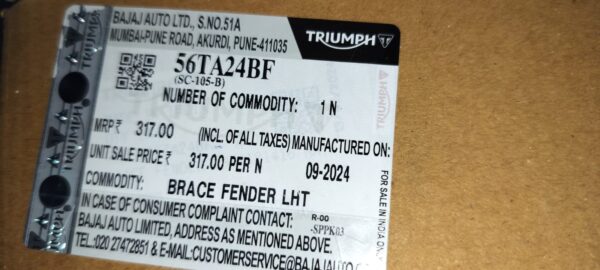 BAJAJ AUTO LTD., S.NO.51A
MUMBAI-PUNE ROAD, AKURDI, PUNE-411035
TRIUMPH
56TA24BF
(SC-105-B)
NUMBER OF COMMODITY: 1 N
MRP ₹ 317.00 (INCL. OF ALL TAXES) MANUFACTURED ON:
UNIT SALE PRICE ₹ 317.00 PER N 09-2024
COMMODITY: BRACE FENDER LHT
IN CASE OF CONSUMER COMPLAINT CONTACT: R-00
BAJAJ AUTO LIMITED, ADDRESS AS MENTIONED ABOVE. -SPPK03
TEL.:020 27472851 & E-MAIL:CUSTOMERSERVICE@BAJAJAUTO
FOR SALE IN INDIA ONLY
TRIUMPH
TRIUMPH